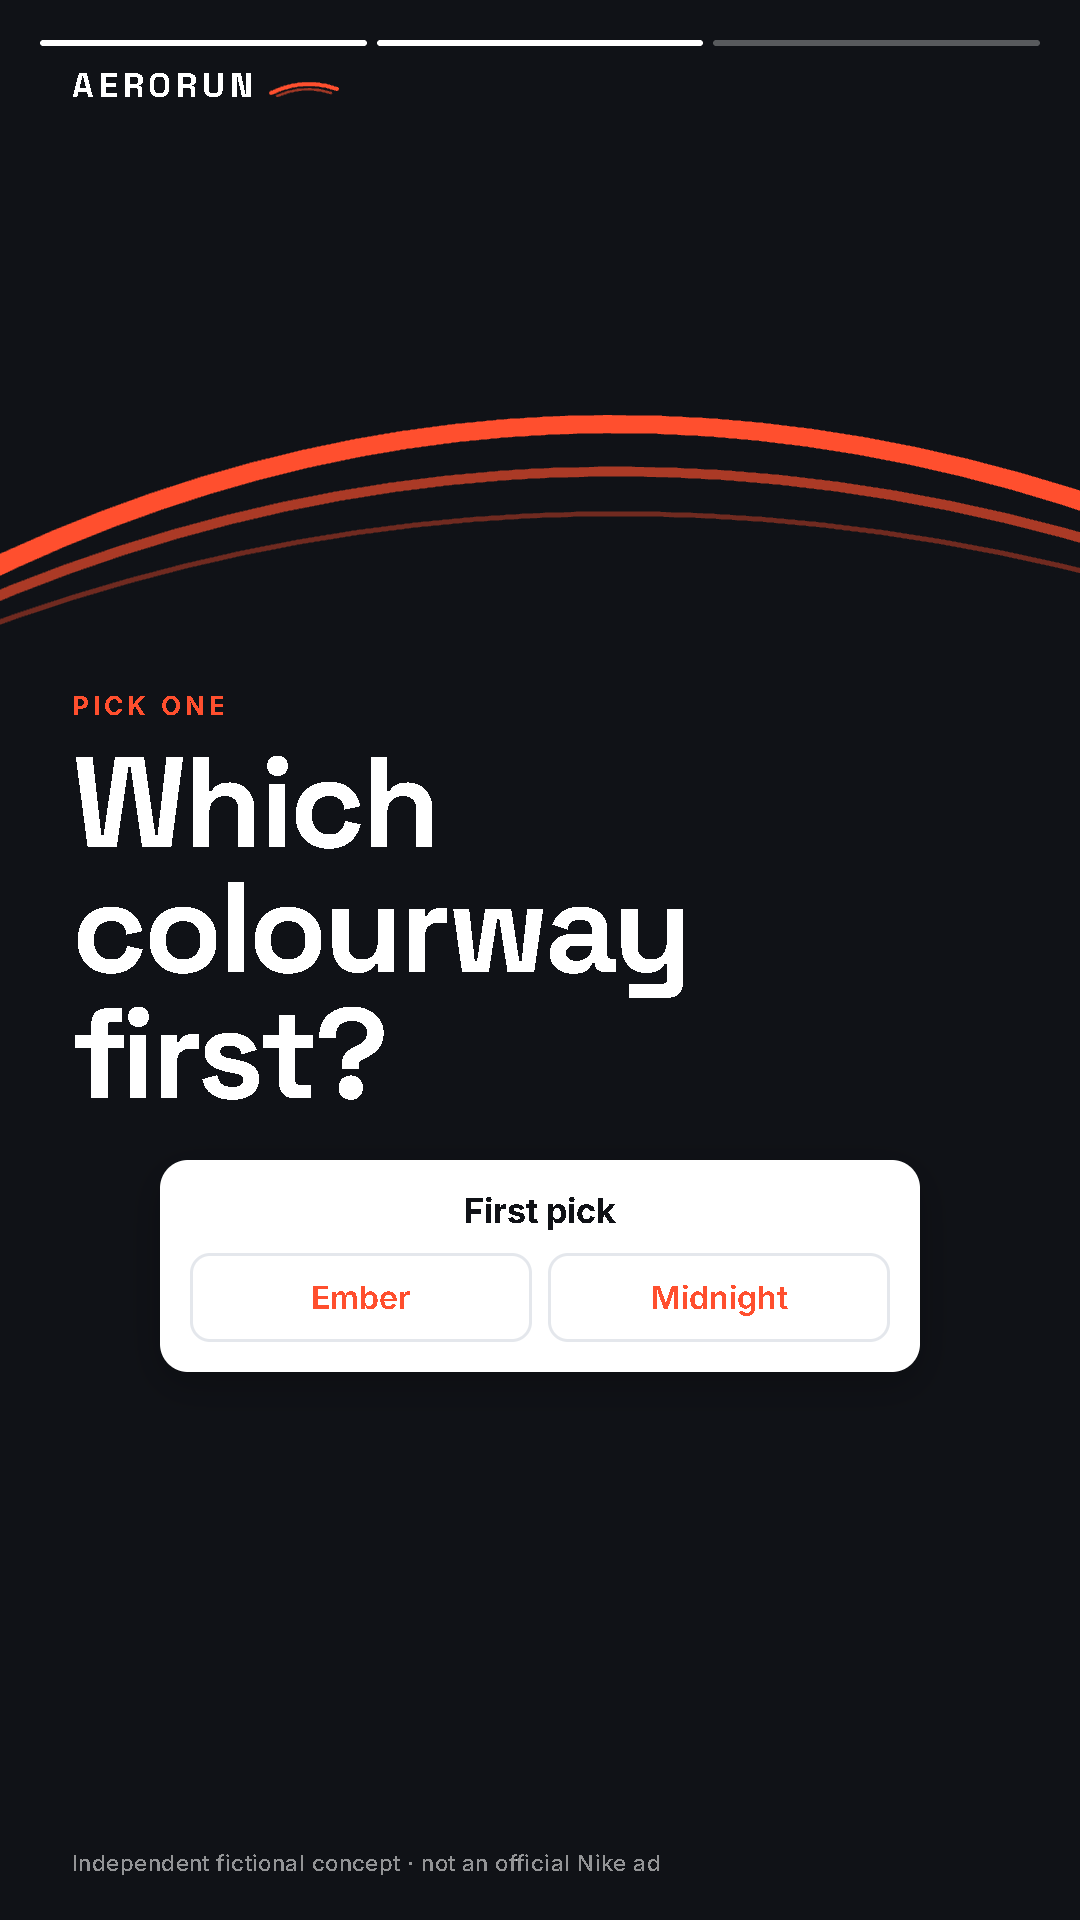 AERORUN
PICK ONE
Which
colourway
first?
First pick
Ember
Midnight
Independent fictional concept · not an official Nike ad